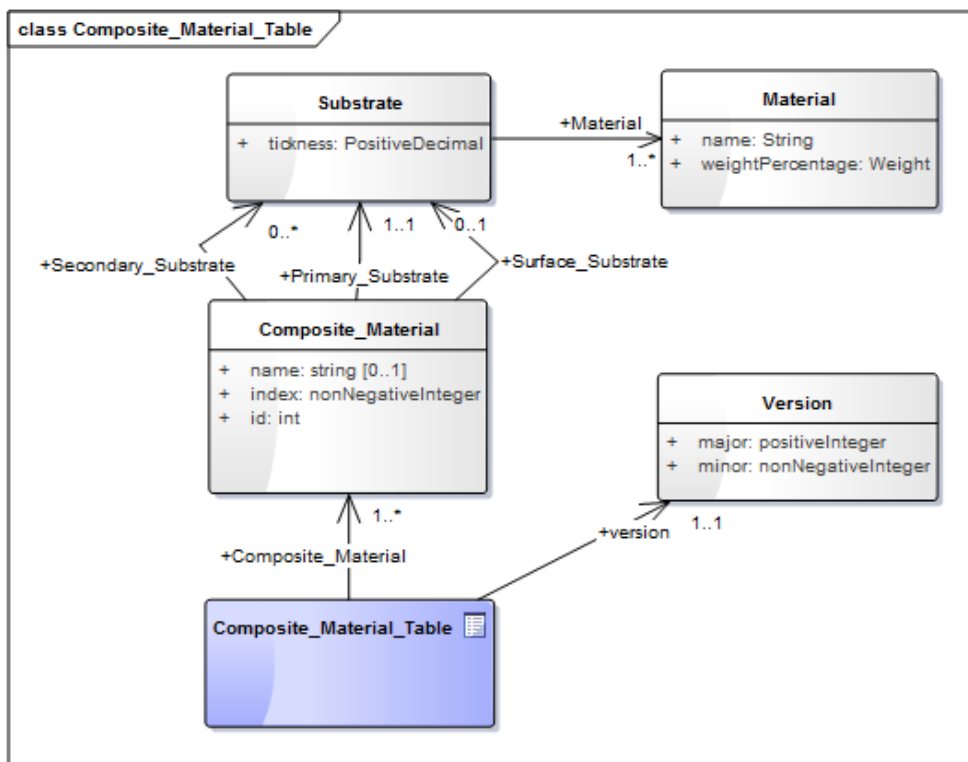 class Composite_Material_Table
Substrate
+ tickness: PositiveDecimal
Material
+ name: String
+ weightPercentage: Weight
+Material
1..*
0..*
1..1
0..1
+Secondary_Substrate
+Primary_Substrate
+Surface_Substrate
Composite_Material
+ name: string [0..1]
+ index: nonNegativeInteger
+ id: int
Version
+ major: positiveInteger
+ minor: nonNegativeInteger
1..*
1..1
+version
+Composite_Material
Composite_Material_Table